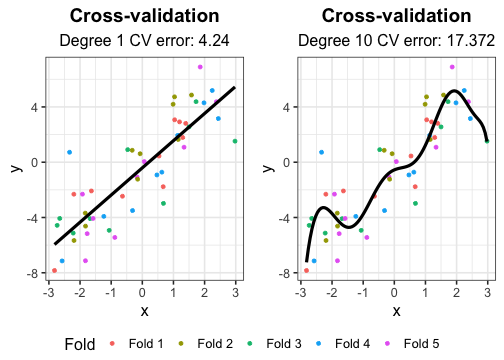 Cross-validation
Degree 1 CV error: 4.24
y
4
0
-4
-8
-3 -2 -1 0 1 2 3
x
Cross-validation
Degree 10 CV error: 17.372
y
4
0
-4
-8
-3 -2 -1 0 1 2 3
x
Fold Fold 1 Fold 2 Fold 3 Fold 4 Fold 5